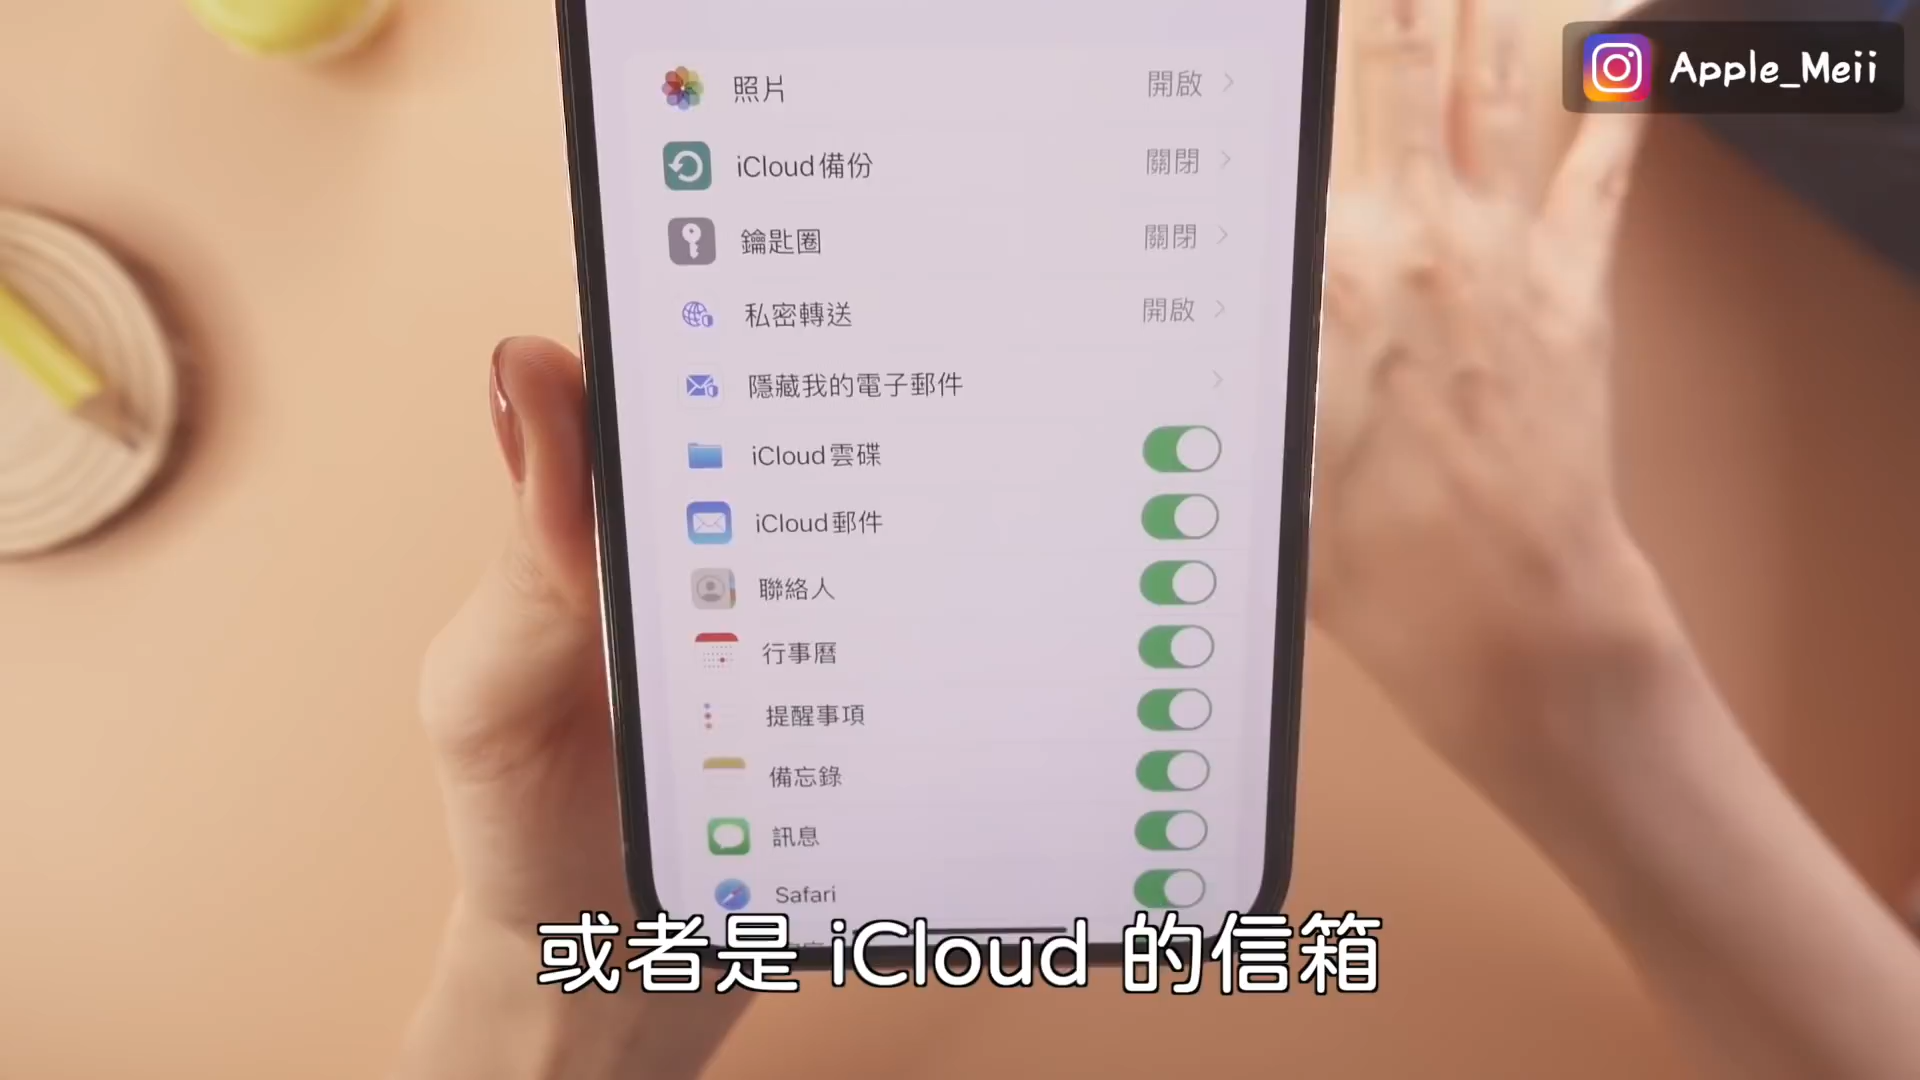 Apple_Meii
照片 開啟
iCloud備份 關閉
鑰匙圈 關閉
私密轉送 開啟
隱藏我的電子郵件
iCloud雲碟
iCloud郵件
聯絡人
行事曆
提醒事項
備忘錄
訊息
Safari
或者是 iCloud 的信箱